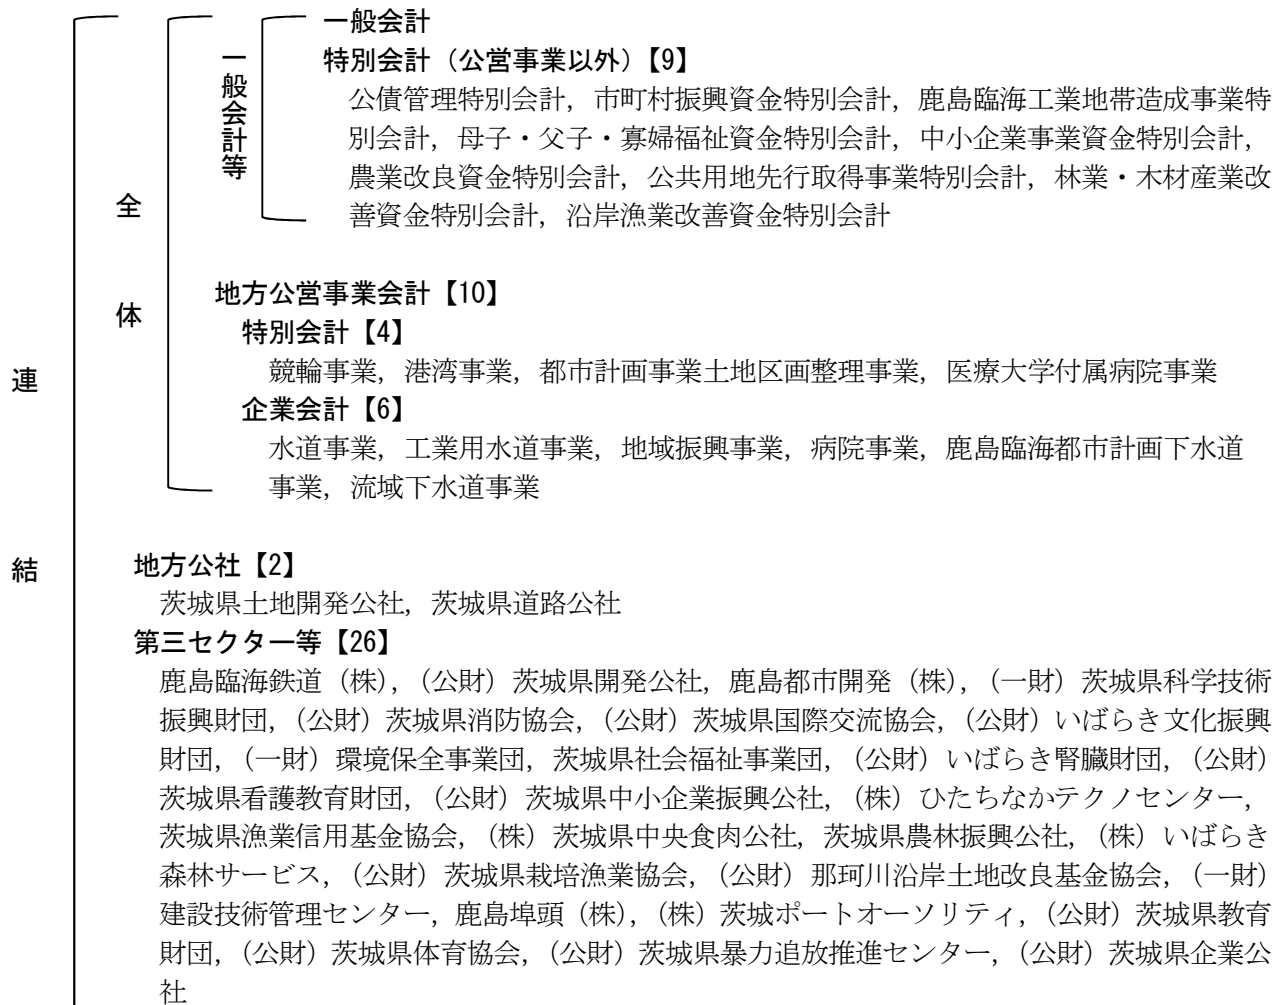 一般会計
特別会計（公営事業以外）【9】
公債管理特別会計，市町村振興資金特別会計，鹿島臨海工業地帯造成事業特
別会計，母子・父子・寡婦福祉資金特別会計，中小企業事業資金特別会計，
農業改良資金特別会計，公共用地先行取得事業特別会計，林業・木材産業改
善資金特別会計，沿岸漁業改善資金特別会計
一般会計等
全体
地方公営事業会計【10】
特別会計【4】
競輪事業，港湾事業，都市計画事業土地区画整理事業，医療大学付属病院事業
企業会計【6】
水道事業，工業用水道事業，地域振興事業，病院事業，鹿島臨海都市計画下水道
事業，流域下水道事業
連結
地方公社【2】
茨城県土地開発公社，茨城県道路公社
第三セクター等【26】
鹿島臨海鉄道（株），（公財）茨城県開発公社，鹿島都市開発（株），（一財）茨城県科学技術
振興財団，（公財）茨城県消防協会，（公財）茨城県国際交流協会，（公財）いばらき文化振興
財団，（一財）環境保全事業団，茨城県社会福祉事業団，（公財）いばらき腎臓財団，（公財）
茨城県看護教育財団，（公財）茨城県中小企業振興公社，（株）ひたちなかテクノセンター，
茨城県漁業信用基金協会，（株）茨城県中央食肉公社，茨城県農林振興公社，（株）いばらき
森林サービス，（公財）茨城県栽培漁業協会，（公財）那珂川沿岸土地改良基金協会，（一財）
建設技術管理センター，鹿島埠頭（株），（株）茨城ポートオーソリティ，（公財）茨城県教育
財団，（公財）茨城県体育協会，（公財）茨城県暴力追放推進センター，（公財）茨城県企業公
社